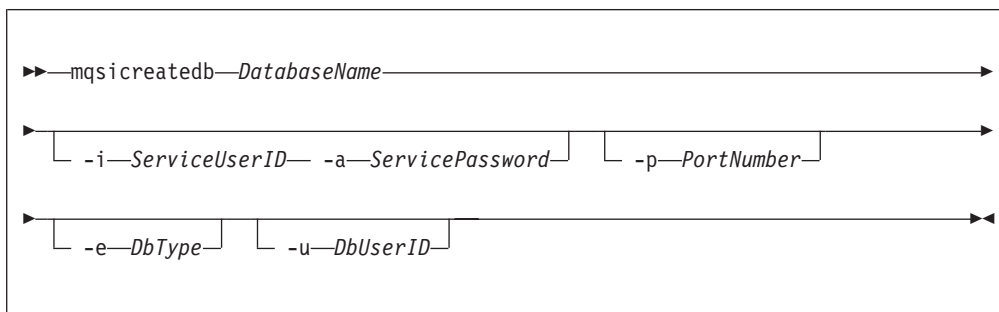 mqsicreatedb DatabaseName
-i ServiceUserID -a ServicePassword -p PortNumber
-e DbType -u DbUserID